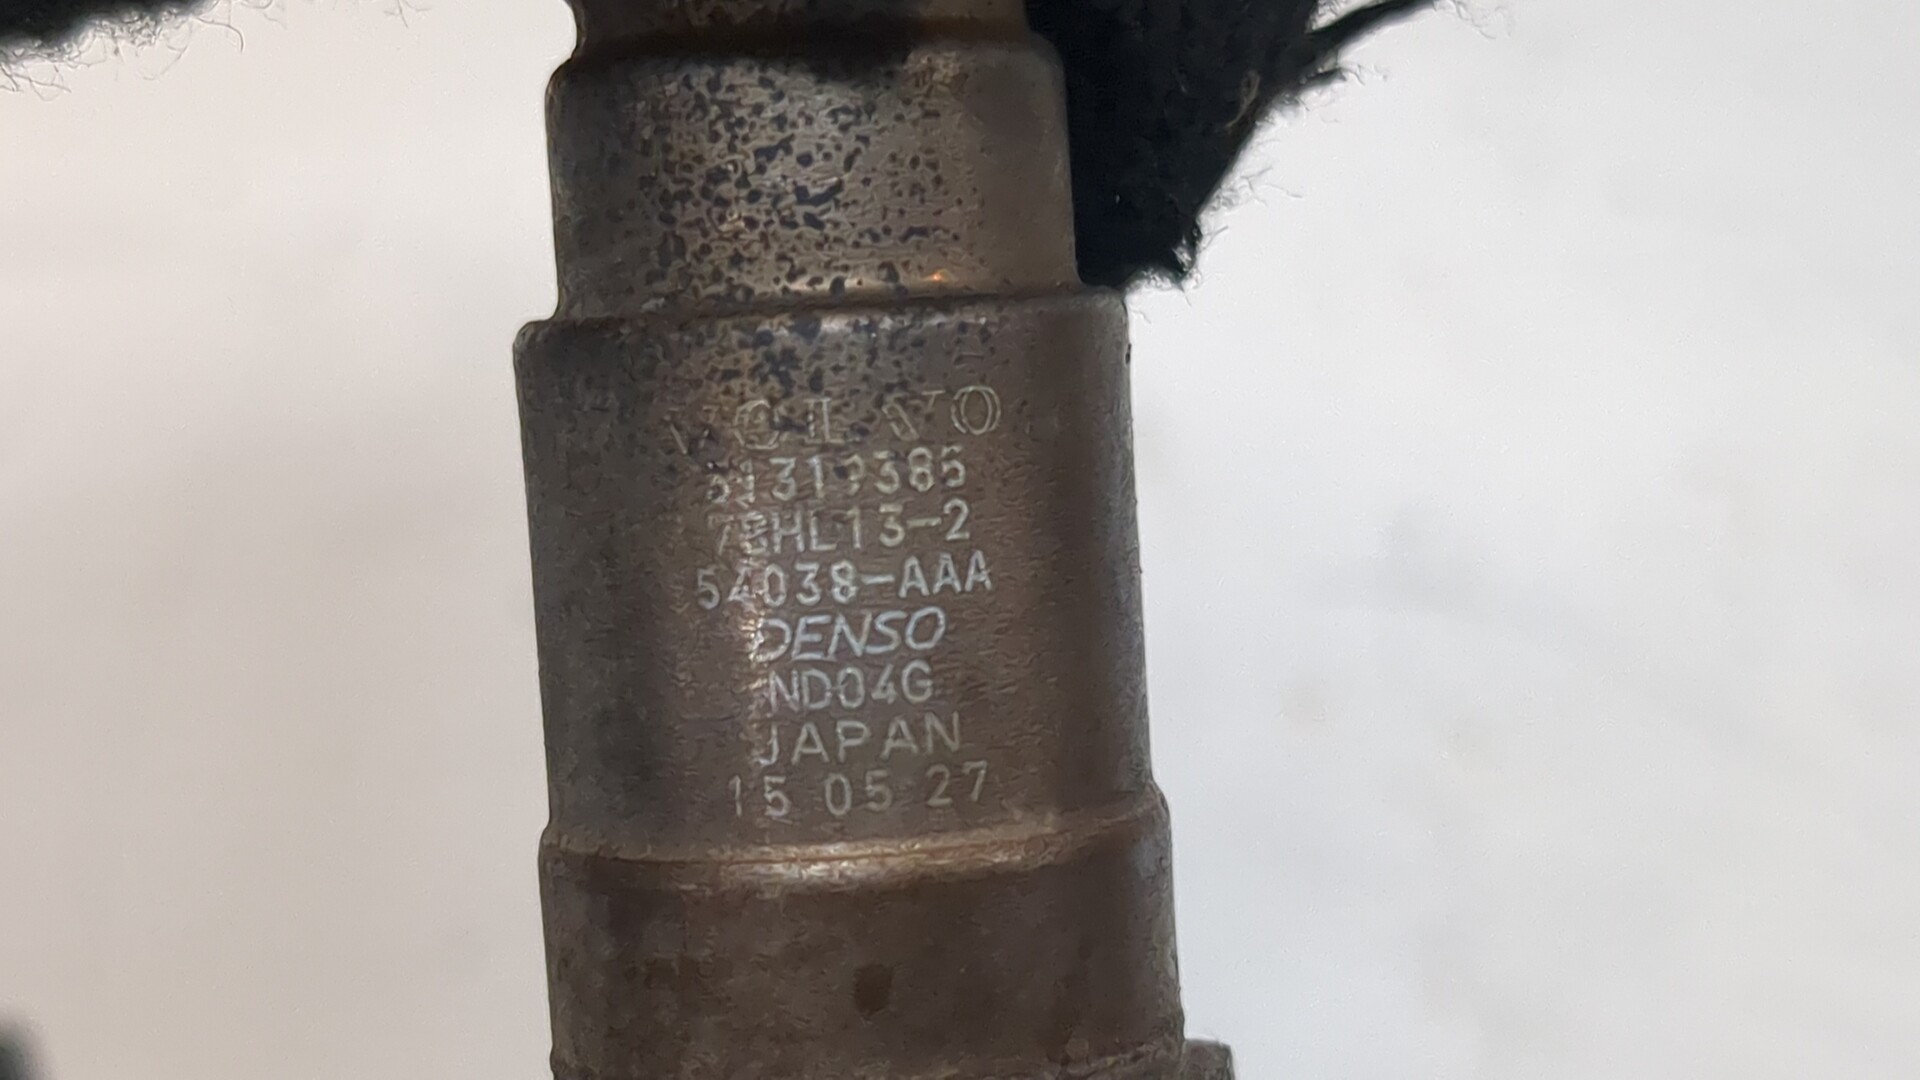 VOLVO
31319385
78HL13-2
54038-AAA
DENSO
ND04G
JAPAN
15 05 27